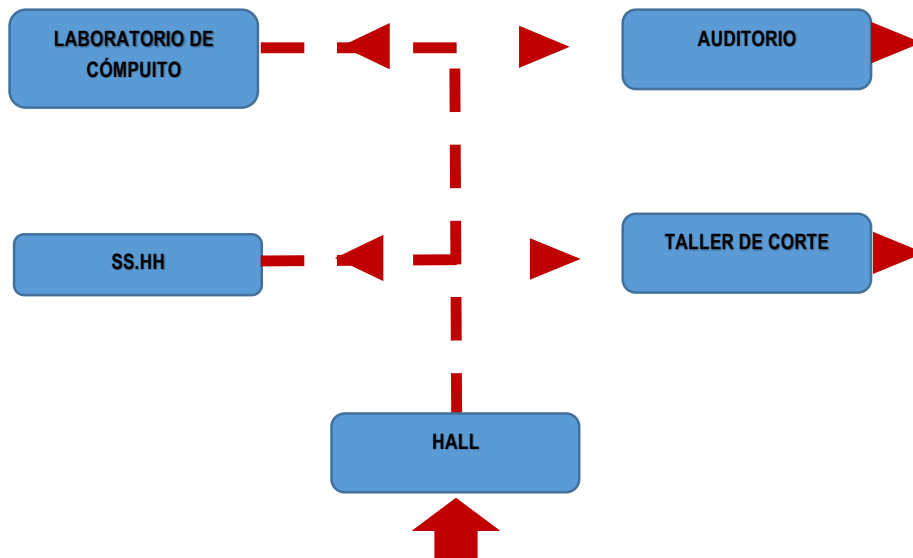 LABORATORIO DE
CÓMPUITO
AUDITORIO
SS.HH
TALLER DE CORTE
HALL